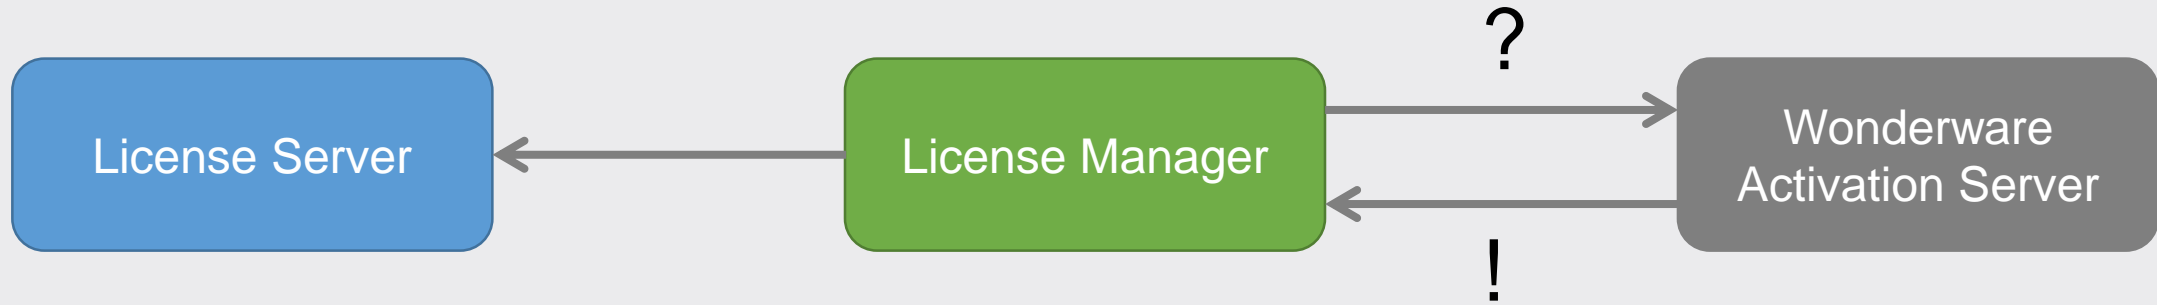 ?
License Server
License Manager
Wonderware
Activation Server
!